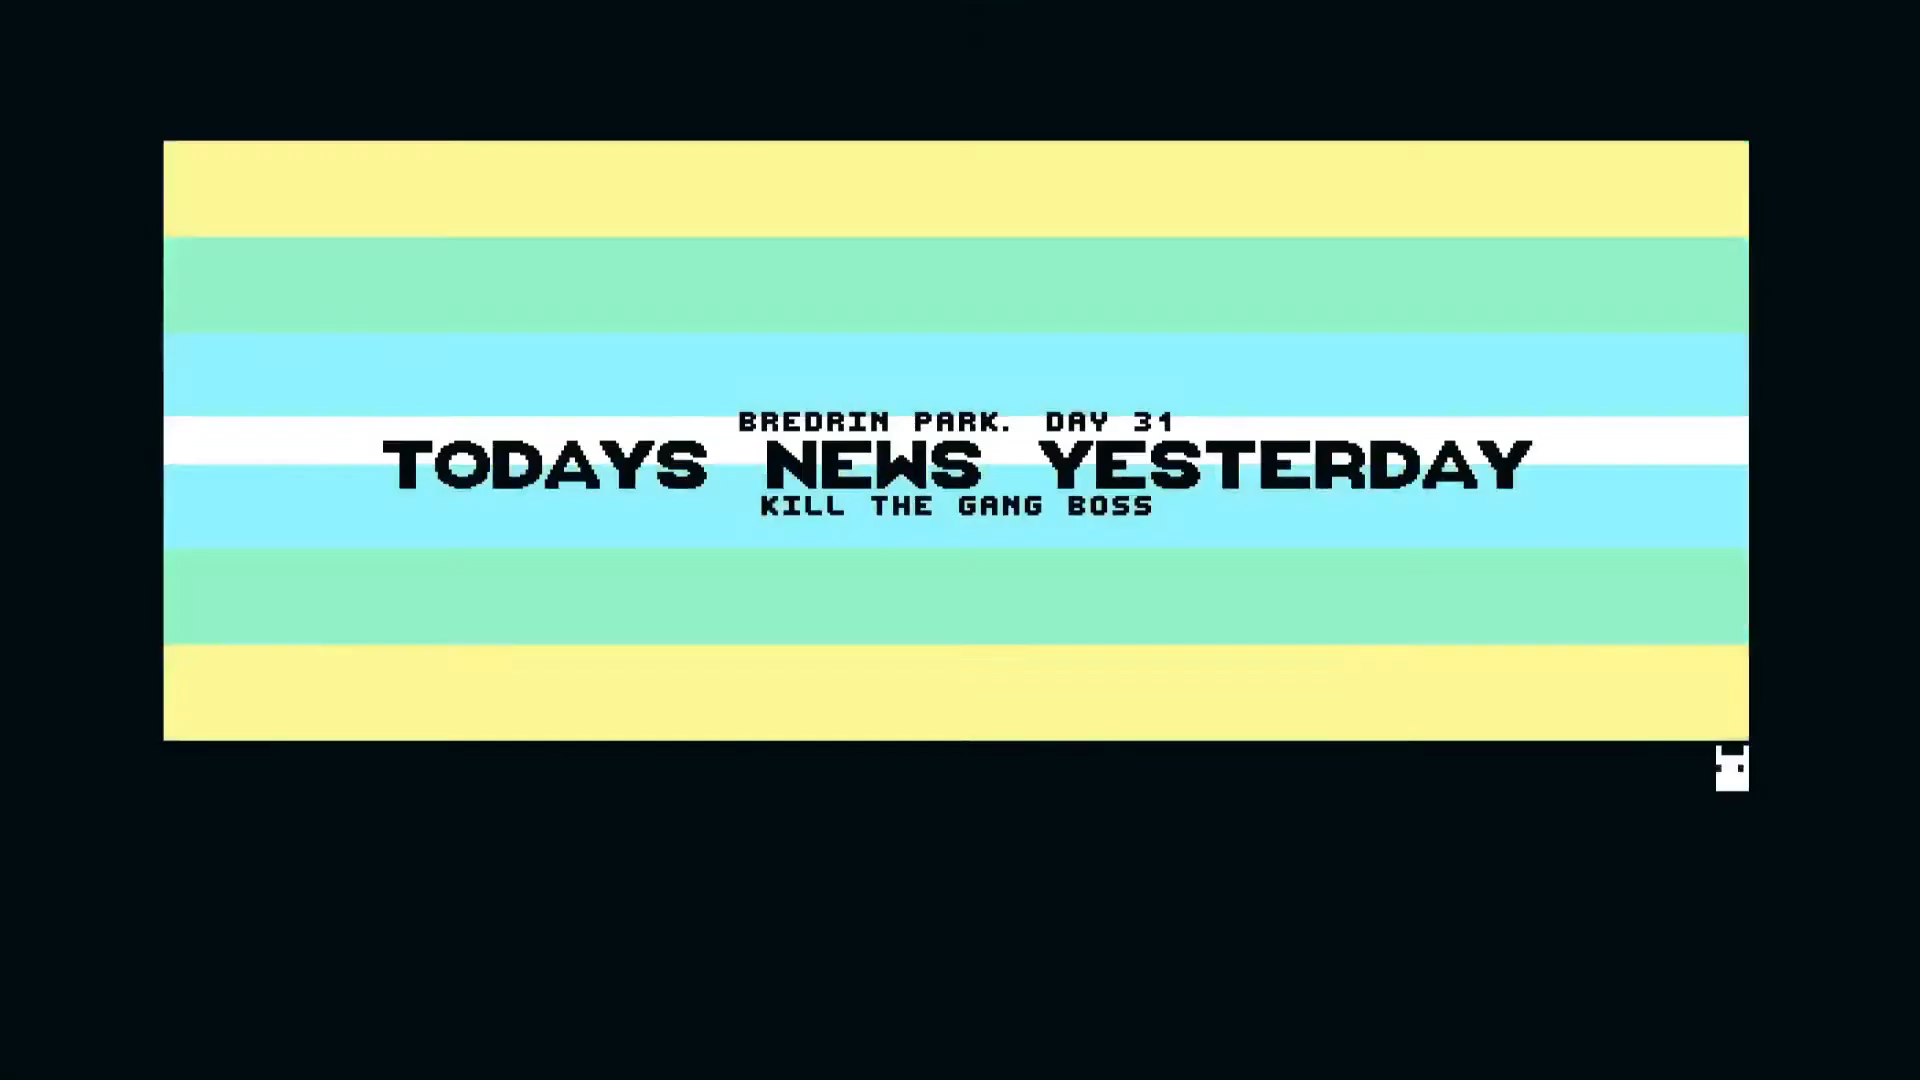 BREDRIN PARK. DAY 31
TODAYS NEWS YESTERDAY
KILL THE GANG BOSS